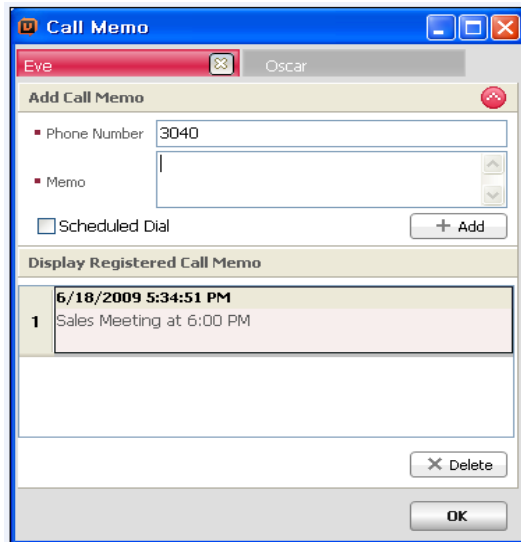 Call Memo
Eve Oscar
Add Call Memo
Phone Number 3040
Memo
Scheduled Dial + Add
Display Registered Call Memo
6/18/2009 5:34:51 PM
1 Sales Meeting at 6:00 PM
Delete
OK